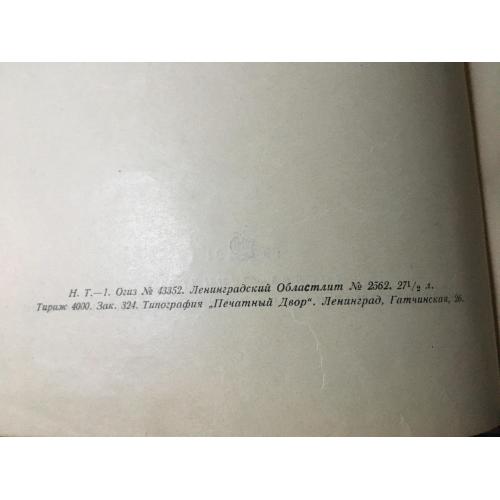 Н. Т.—1. Огиз № 43352. Ленинградский Областлит № 2562. 27¹/₂ л.
Тираж 4000. Зак. 324. Типография „Печатный Двор“. Ленинград, Гатчинская, 26.